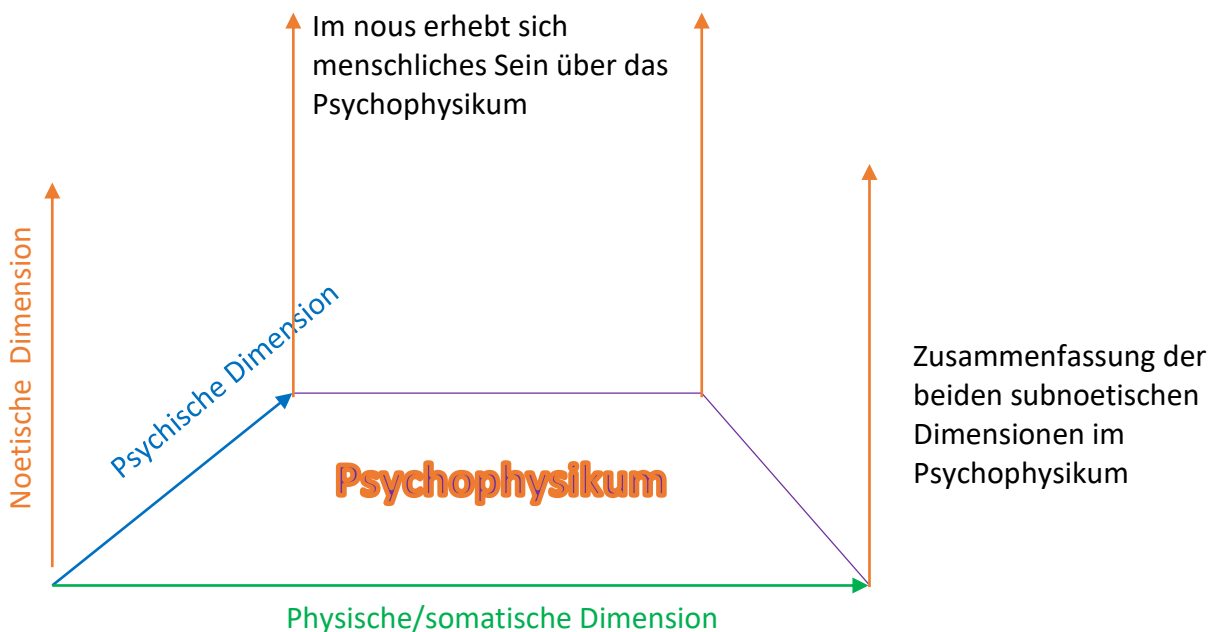 Im nous erhebt sich
menschliches Sein über das
Psychophysikum
Noetische Dimension
Psychische Dimension
Zusammenfassung der
beiden subnoetischen
Dimensionen im
Psychophysikum
Psychophysikum
Physische/somatische Dimension